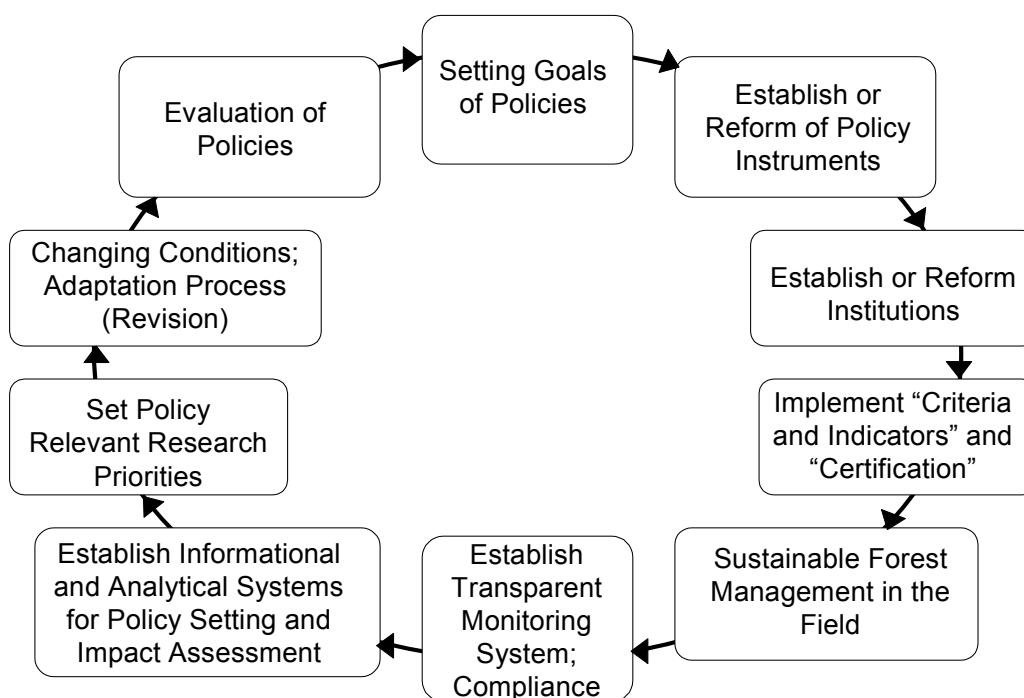 Setting Goals
of Policies
Establish or
Reform of Policy
Instruments
Establish or Reform
Institutions
Implement “Criteria
and Indicators” and
“Certification”
Sustainable Forest
Management in the
Field
Establish
Transparent
Monitoring
System;
Compliance
Establish Informational
and Analytical Systems
for Policy Setting and
Impact Assessment
Set Policy
Relevant Research
Priorities
Changing Conditions;
Adaptation Process
(Revision)
Evaluation of
Policies